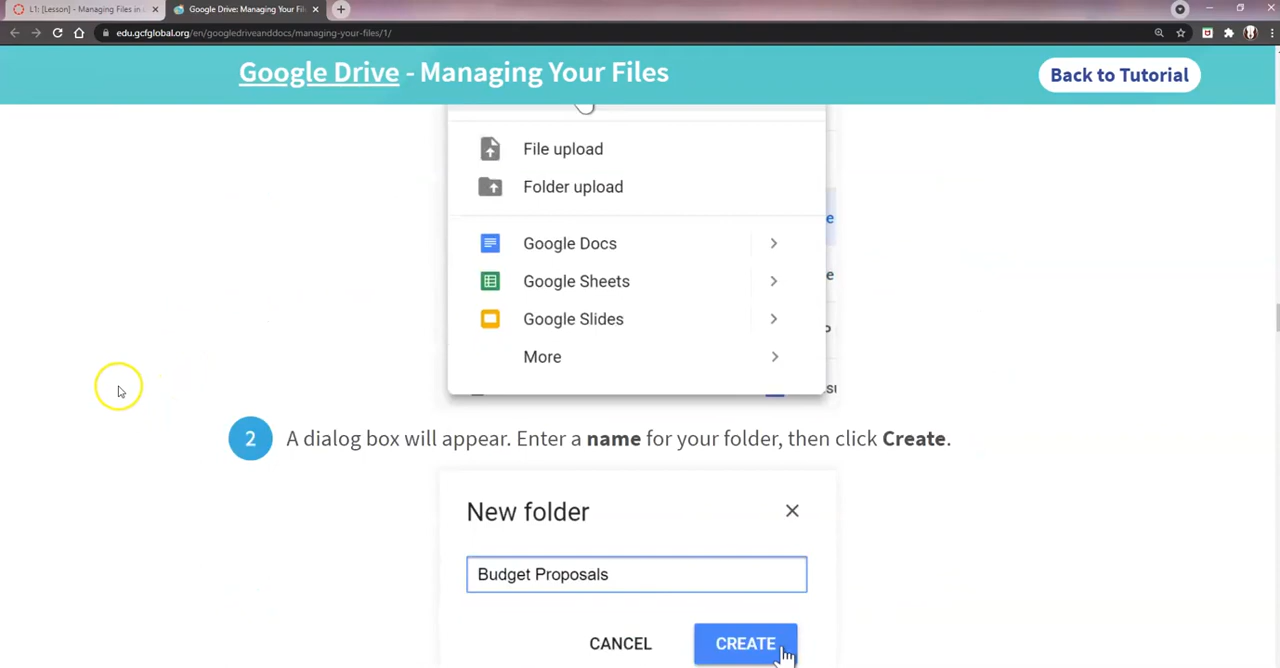 L1: [Lesson] - Managing Files in
Google Drive: Managing Your Fil
edu.gcfglobal.org/en/googledriveanddocs/managing-your-files/1/
Google Drive - Managing Your Files
Back to Tutorial
File upload
Folder upload
Google Docs
Google Sheets
Google Slides
More
2 A dialog box will appear. Enter a name for your folder, then click Create.
New folder
Budget Proposals
CANCEL CREATE